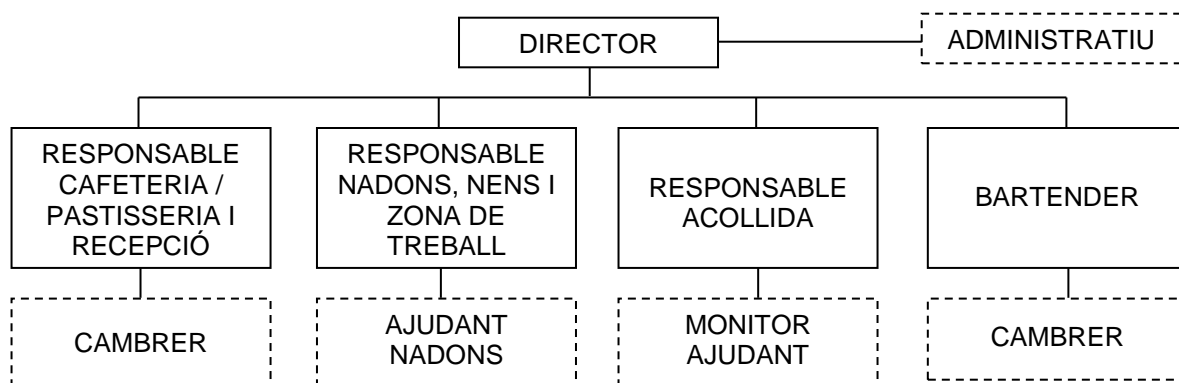 DIRECTOR
ADMINISTRATIU
RESPONSABLE
CAFETERIA /
PASTISSERIA I
RECEPCIÓ
RESPONSABLE
NADONS, NENS I
ZONA DE
TREBALL
RESPONSABLE
ACOLLIDA
BARTENDER
CAMBRER
AJUDANT
NADONS
MONITOR
AJUDANT
CAMBRER